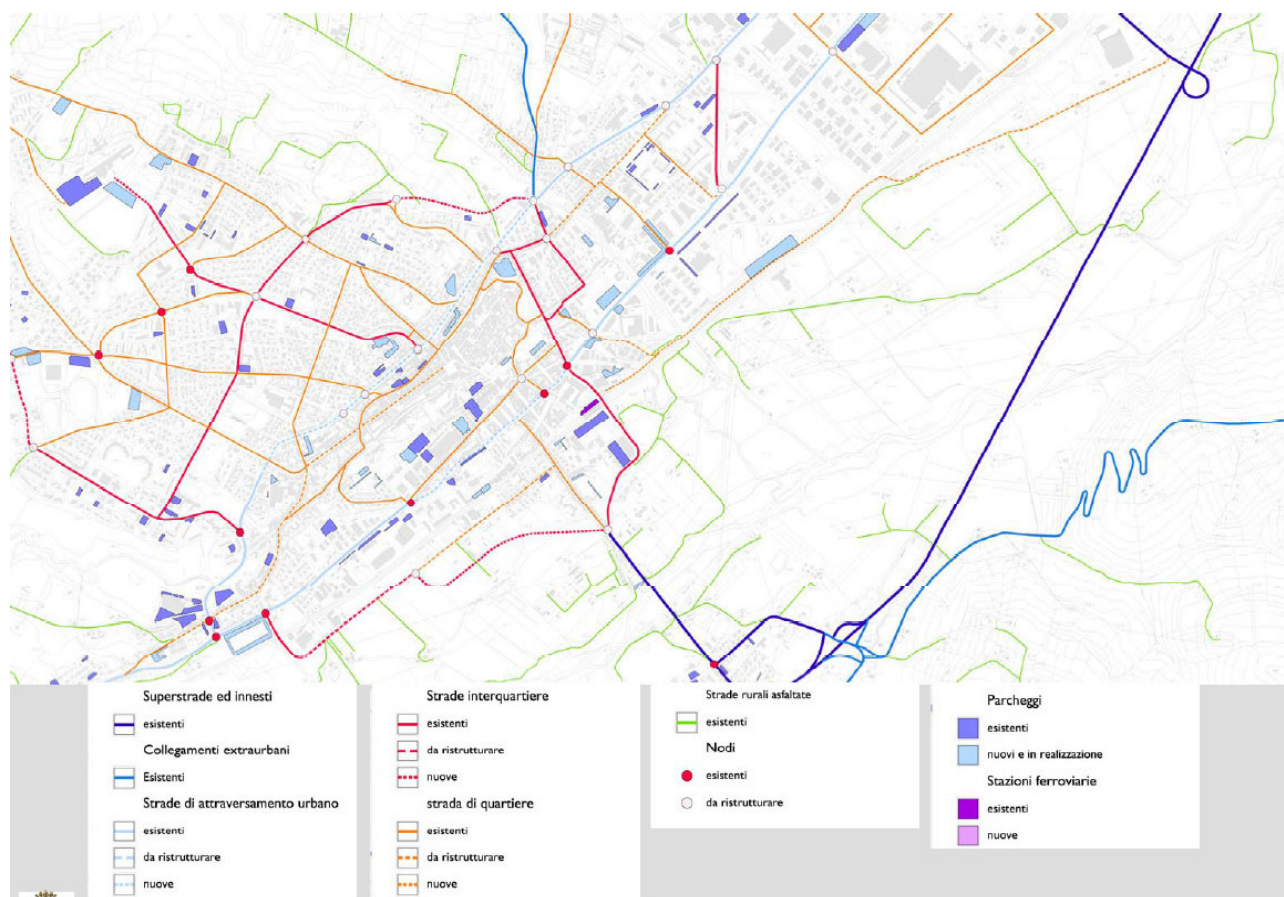 Superstrade ed innesti
esistenti
Collegamenti extraurbani
Esistenti
Strade di attraversamento urbano
esistenti
da ristrutturare
nuove
Strade interquartiere
esistenti
da ristrutturare
nuove
strada di quartiere
esistenti
da ristrutturare
nuove
Strade rurali asfaltate
esistenti
Nodi
esistenti
da ristrutturare
Parcheggi
esistenti
nuovi e in realizzazione
Stazioni ferroviarie
esistenti
nuove